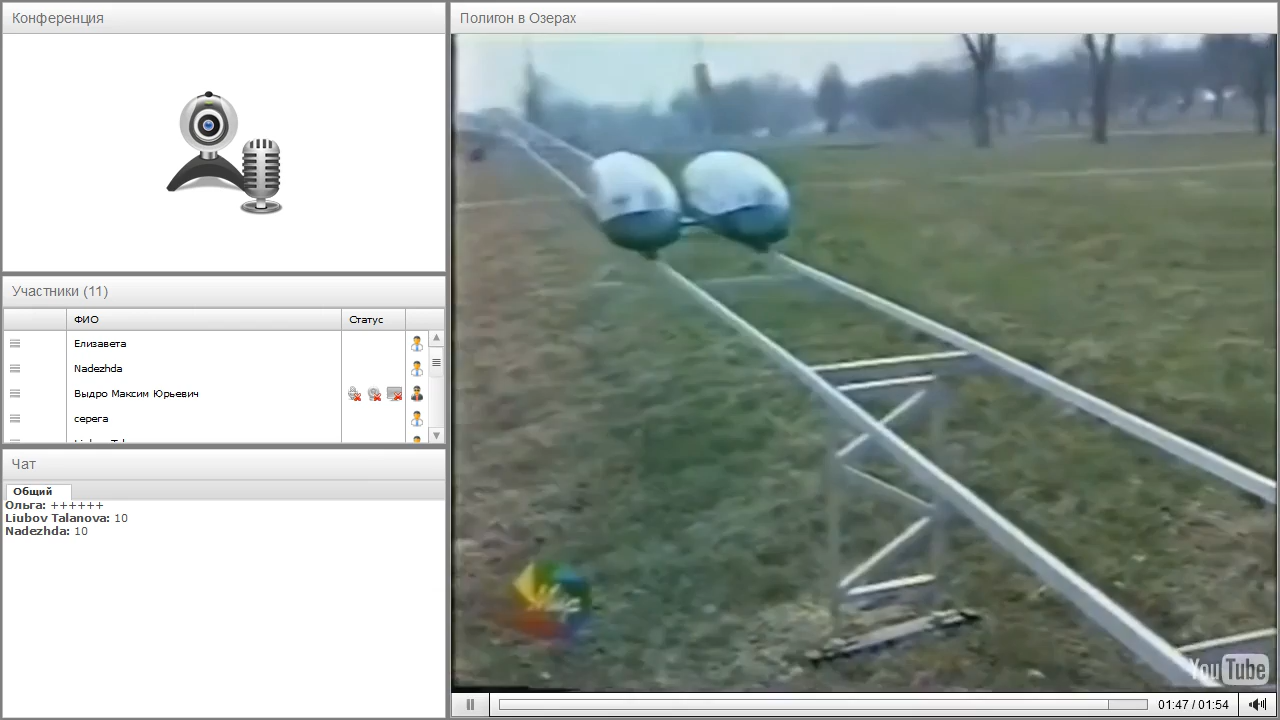 Конференция
Полигон в Озерах
Участники (11)
ФИО
Статус
Елизавета
Nadezhda
Выдро Максим Юрьевич
серега
Чат
Общий
Ольга: ++++++
Liubov Talanova: 10
Nadezhda: 10
YouTube
01:47 / 01:54